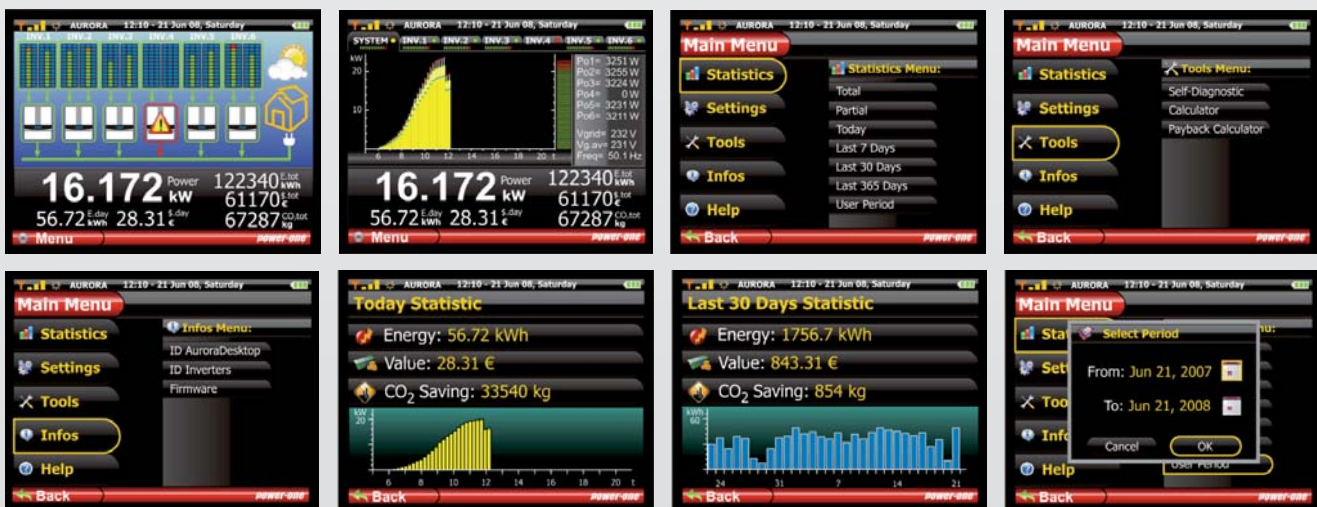 AURORA 12:10 - 21 Jun 08, Saturday
INV.1 INV.2 INV.3 INV.4 INV.5 INV.6
16.172 Power kW
122340 E.tot kWh
61170 $.tot €
56.72 E.day kWh 28.31 $.day €
67287 CO₂tot kg
Menu power-one
AURORA 12:10 - 21 Jun 08, Saturday
SYSTEM INV.1 INV.2 INV.3 INV.4 INV.5 INV.6
kW
20
10
6 8 10 12 14 16 18 20 t
Po1= 3251 W
Po2= 3255 W
Po3= 3224 W
Po4= 0 W
Po5= 3231 W
Po6= 3211 W
Vgrid= 232 V
Vg.av= 231 V
Freq= 50.1 Hz
16.172 Power kW
122340 E.tot kWh
61170 $.tot €
56.72 E.day kWh 28.31 $.day €
67287 CO₂tot kg
Menu power-one
AURORA 12:10 - 21 Jun 08, Saturday
Main Menu
Statistics
Settings
Tools
Infos
Help
Statistics Menu:
Total
Partial
Today
Last 7 Days
Last 30 Days
Last 365 Days
User Period
Back power-one
AURORA 12:10 - 21 Jun 08, Saturday
Main Menu
Statistics
Settings
Tools
Infos
Help
Tools Menu:
Self-Diagnostic
Calculator
Payback Calculator
Back power-one
AURORA 12:10 - 21 Jun 08, Saturday
Main Menu
Statistics
Settings
Tools
Infos
Help
Infos Menu:
ID AuroraDesktop
ID Inverters
Firmware
Back power-one
AURORA 12:10 - 21 Jun 08, Saturday
Today Statistic
Energy: 56.72 kWh
Value: 28.31 €
CO₂ Saving: 33540 kg
kW
20
6 8 10 12 14 16 18 20 t
Back power-one
AURORA 12:10 - 21 Jun 08, Saturday
Last 30 Days Statistic
Energy: 1756.7 kWh
Value: 843.31 €
CO₂ Saving: 854 kg
kWh
60
24 31 7 14 21
Back power-one
AURORA 12:10 - 21 Jun 08, Saturday
Main Menu
Stat
Sett
Too
Info
Help
nu:
Select Period
From: Jun 21, 2007
To: Jun 21, 2008
Cancel OK
User Period
Back power-one